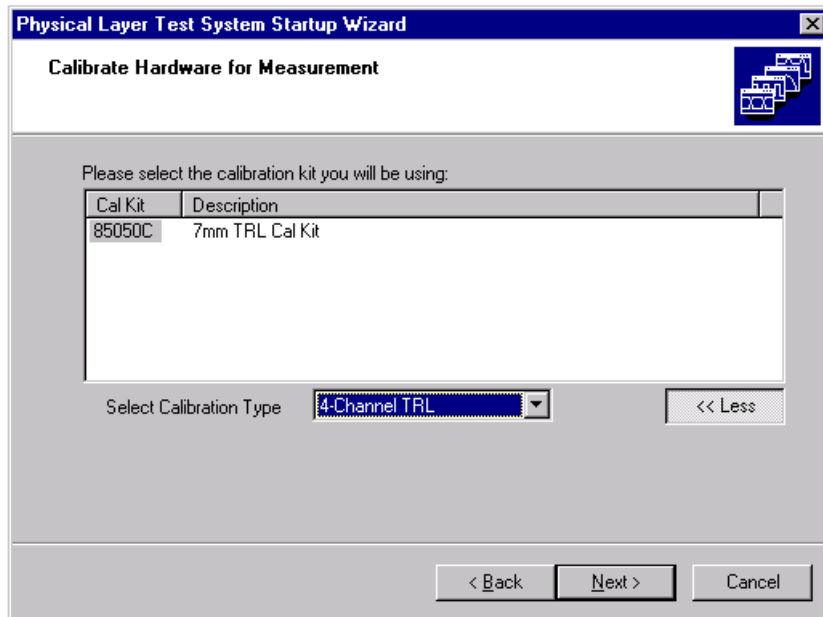 Physical Layer Test System Startup Wizard
Calibrate Hardware for Measurement
Please select the calibration kit you will be using:
Cal Kit Description
85050C 7mm TRL Cal Kit
Select Calibration Type 4-Channel TRL << Less
< Back Next > Cancel